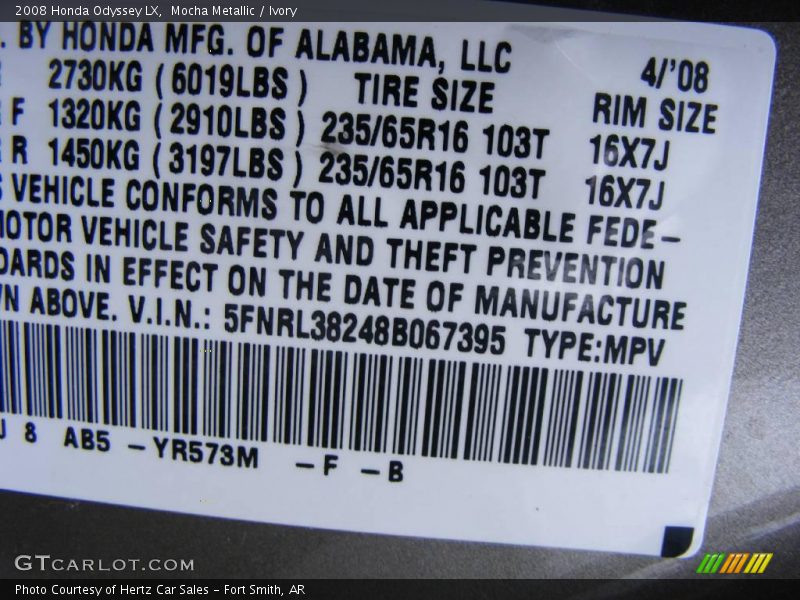 2008 Honda Odyssey LX, Mocha Metallic / Ivory
. BY HONDA MFG. OF ALABAMA, LLC 4/'08
2730KG (6019LBS) TIRE SIZE RIM SIZE
F 1320KG (2910LBS) 235/65R16 103T 16X7J
R 1450KG (3197LBS) 235/65R16 103T 16X7J
VEHICLE CONFORMS TO ALL APPLICABLE FEDE–
MOTOR VEHICLE SAFETY AND THEFT PREVENTION
DARDS IN EFFECT ON THE DATE OF MANUFACTURE
WN ABOVE. V.I.N.: 5FNRL38248B067395 TYPE:MPV
J 8 AB5 –YR573M –F –B
GTCARLOT.COM
Photo Courtesy of Hertz Car Sales – Fort Smith, AR